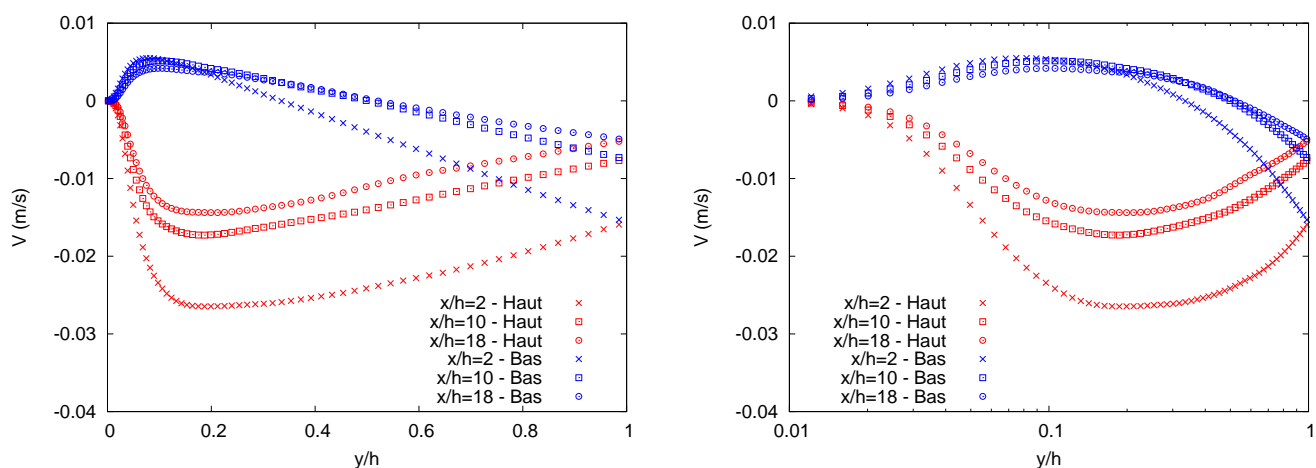 0.01
0
-0.01
-0.02
-0.03
-0.04
V (m/s)
0
0.2
0.4
0.6
0.8
1
y/h
x/h=2 - Haut
x/h=10 - Haut
x/h=18 - Haut
x/h=2 - Bas
x/h=10 - Bas
x/h=18 - Bas
0.01
0
-0.01
-0.02
-0.03
-0.04
V (m/s)
0.01
0.1
1
y/h
x/h=2 - Haut
x/h=10 - Haut
x/h=18 - Haut
x/h=2 - Bas
x/h=10 - Bas
x/h=18 - Bas